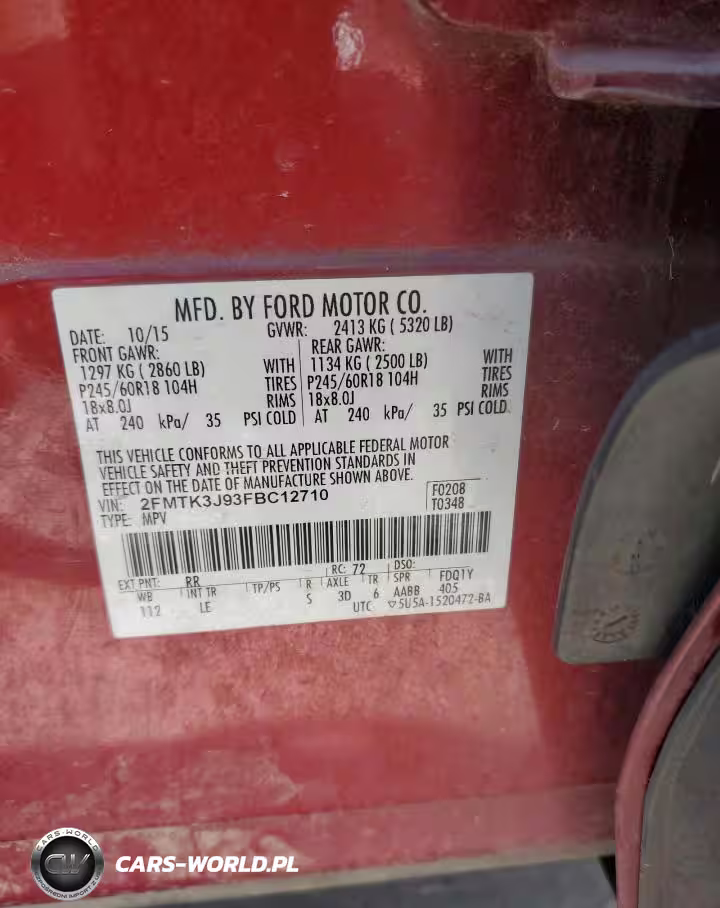 MFD. BY FORD MOTOR CO.
DATE: 10/15 GVWR: 2413 KG ( 5320 LB)
FRONT GAWR: REAR GAWR:
1297 KG ( 2860 LB) WITH 1134 KG ( 2500 LB) WITH
P245/60R18 104H TIRES P245/60R18 104H TIRES
18x8.0J RIMS 18x8.0J RIMS
AT 240 kPa/ 35 PSI COLD AT 240 kPa/ 35 PSI COLD
THIS VEHICLE CONFORMS TO ALL APPLICABLE FEDERAL MOTOR
VEHICLE SAFETY AND THEFT PREVENTION STANDARDS IN
EFFECT ON THE DATE OF MANUFACTURE SHOWN ABOVE.
VIN: 2FMTK3J93FBC12710 F0208
TYPE: MPV T0348
EXT PNT: RR RC: 72 DSO:
WB INT TR TP/PS R AXLE TR SPR FDQ1Y
112 LE S 3D 6 AABB 405
UTC ▽5U5A-1520472-BA
CARS-WORLD
CW
CARS-WORLD.PL